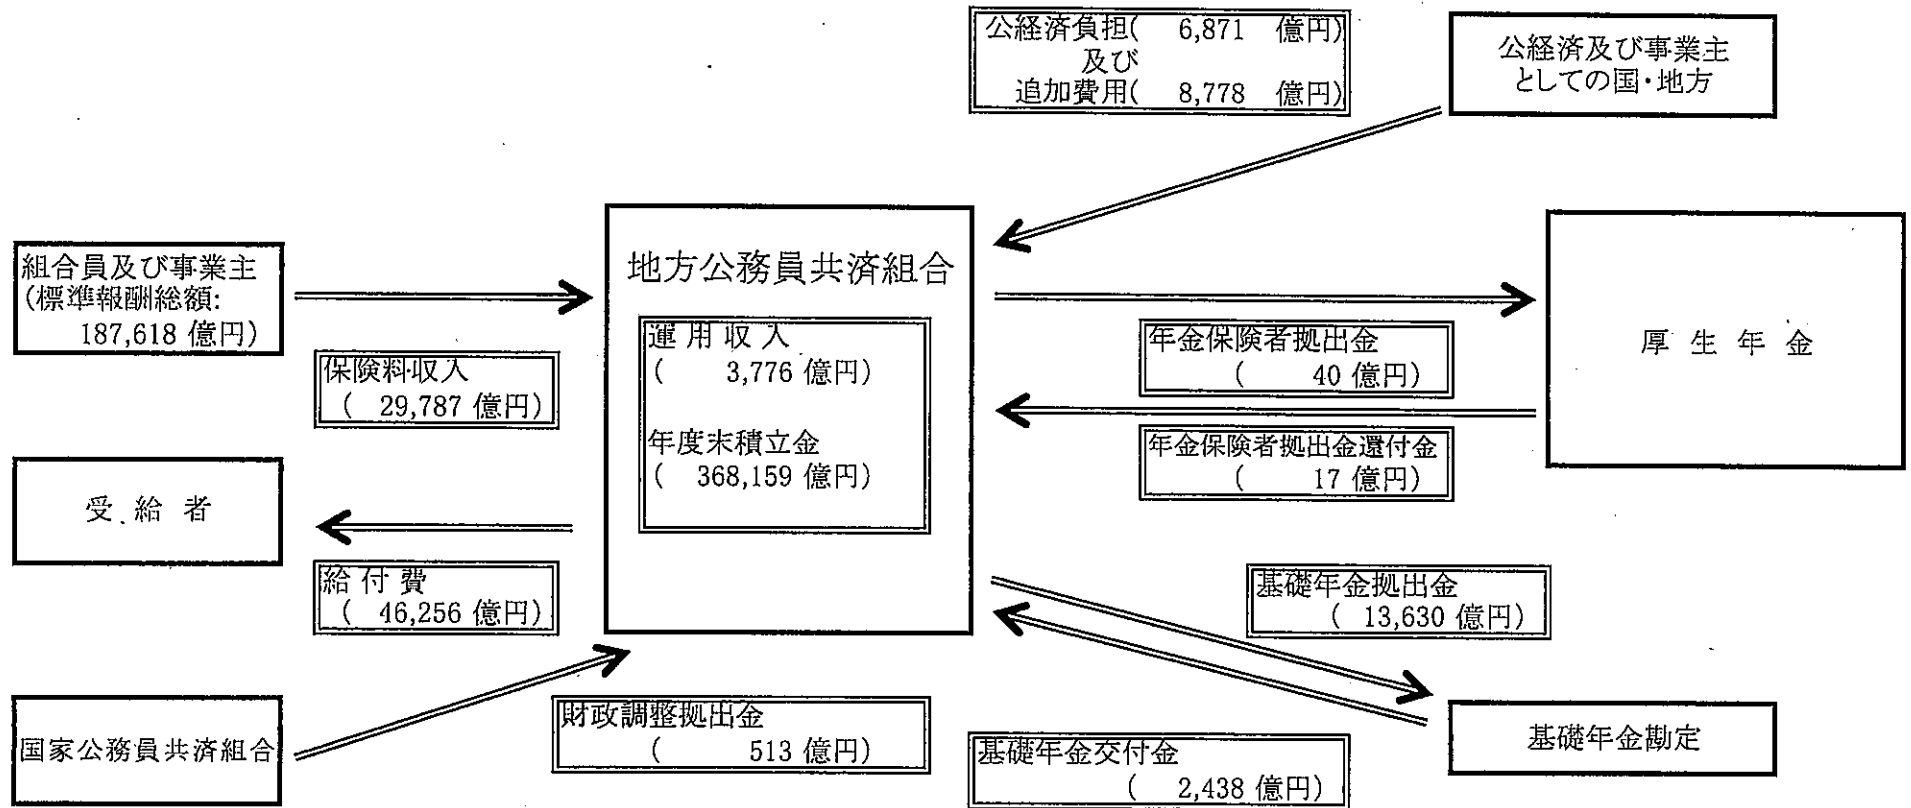 公経済負担( 6,871 億円)
及び
追加費用( 8,778 億円)
公経済及び事業主
としての国・地方
組合員及び事業主
(標準報酬総額:
187,618 億円)
保険料収入
( 29,787 億円)
地方公務員共済組合
運用収入
( 3,776 億円)
年度末積立金
( 368,159 億円)
年金保険者拠出金
( 40 億円)
年金保険者拠出金還付金
( 17 億円)
厚生年金
受給者
給付費
( 46,256 億円)
基礎年金拠出金
( 13,630 億円)
国家公務員共済組合
財政調整拠出金
( 513 億円)
基礎年金交付金
( 2,438 億円)
基礎年金勘定